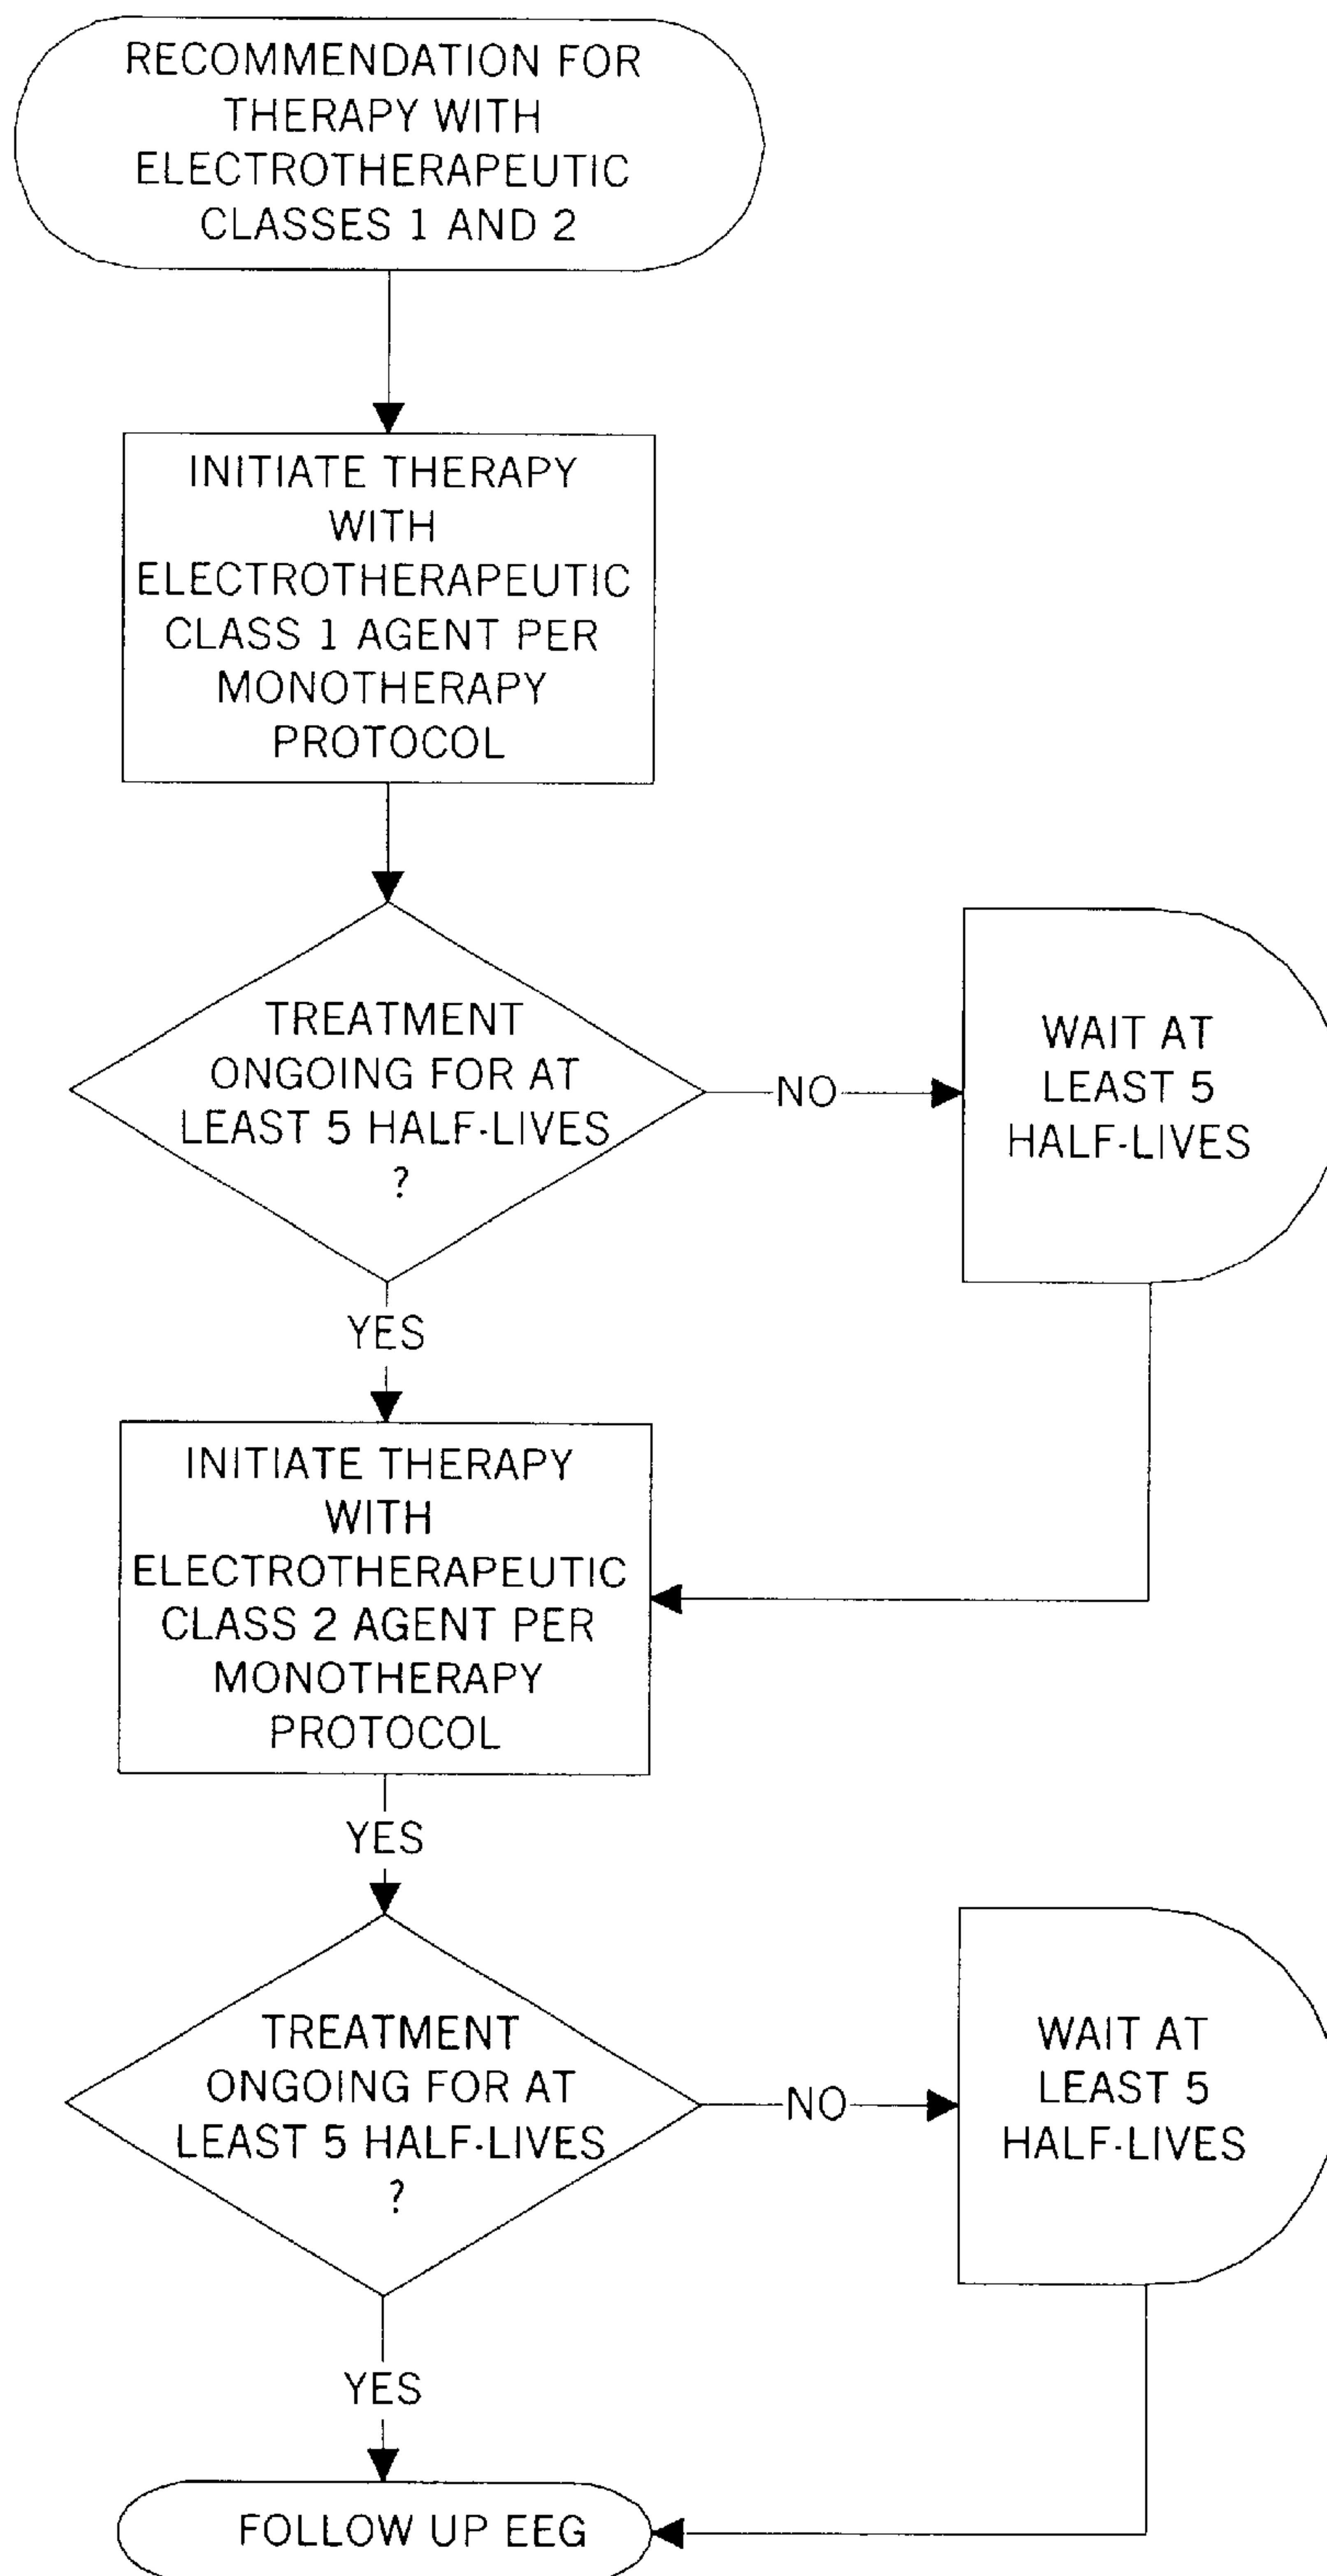 RECOMMENDATION FOR
THERAPY WITH
ELECTROTHERAPEUTIC
CLASSES 1 AND 2
INITIATE THERAPY
WITH
ELECTROTHERAPEUTIC
CLASS 1 AGENT PER
MONOTHERAPY
PROTOCOL
TREATMENT
ONGOING FOR AT
LEAST 5 HALF-LIVES
?
NO
WAIT AT
LEAST 5
HALF-LIVES
YES
INITIATE THERAPY
WITH
ELECTROTHERAPEUTIC
CLASS 2 AGENT PER
MONOTHERAPY
PROTOCOL
YES
TREATMENT
ONGOING FOR AT
LEAST 5 HALF-LIVES
?
NO
WAIT AT
LEAST 5
HALF-LIVES
YES
FOLLOW UP EEG